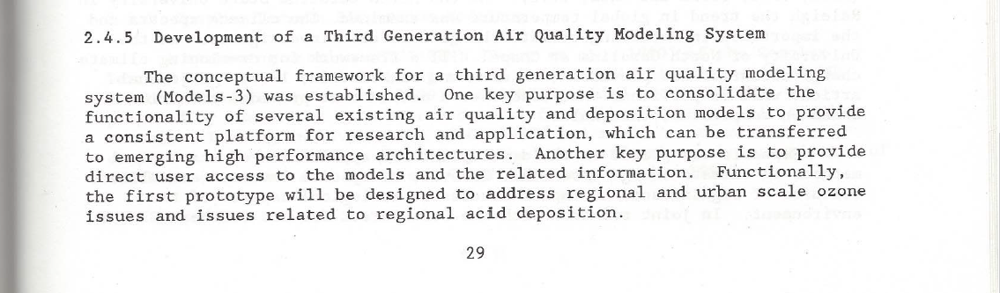 2.4.5 Development of a Third Generation Air Quality Modeling System
The conceptual framework for a third generation air quality modeling
system (Models-3) was established. One key purpose is to consolidate the
functionality of several existing air quality and deposition models to provide
a consistent platform for research and application, which can be transferred
to emerging high performance architectures. Another key purpose is to provide
direct user access to the models and the related information. Functionally,
the first prototype will be designed to address regional and urban scale ozone
issues and issues related to regional acid deposition.
29